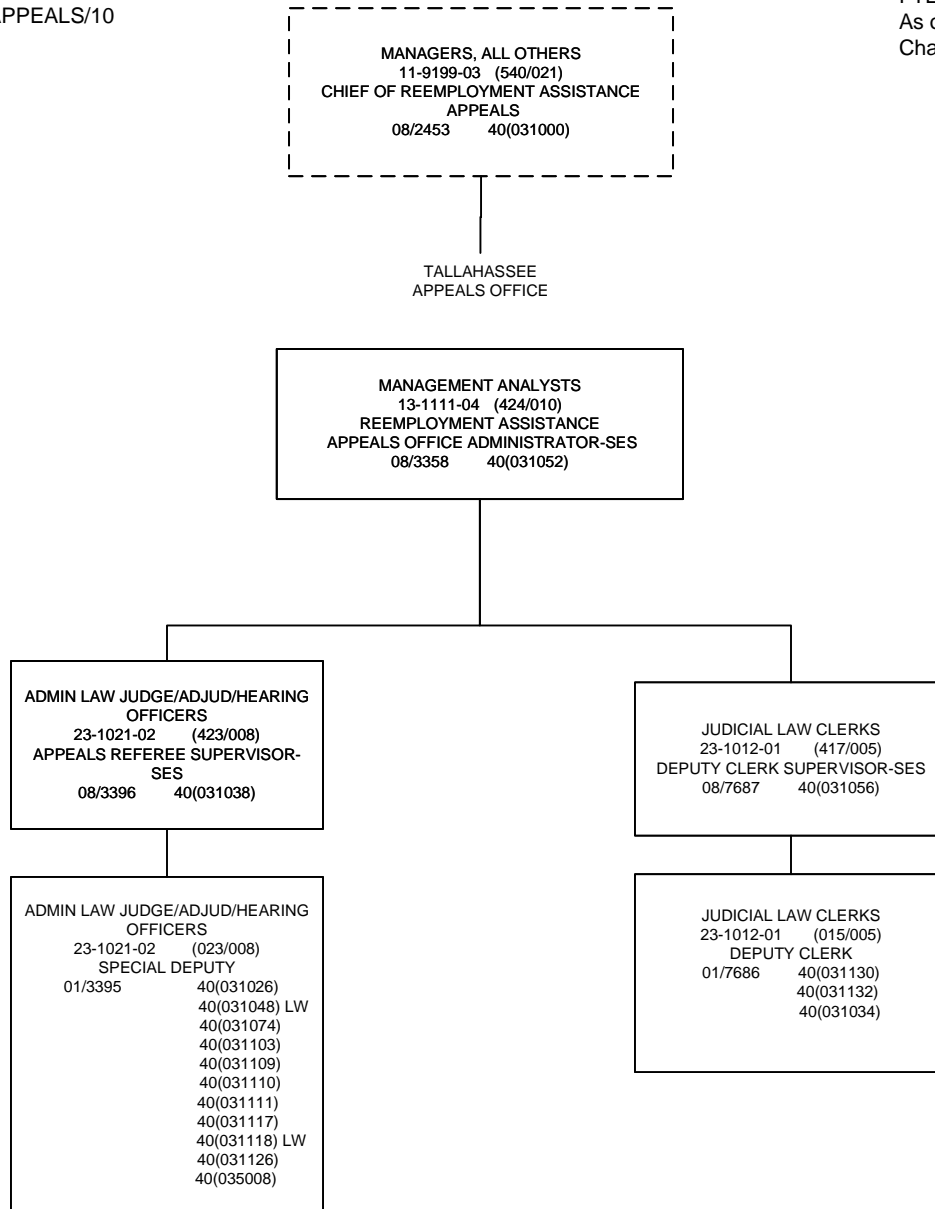 APPEALS/10
As
MANAGERS, ALL OTHERS
11-9199-03 (540/021)
CHIEF OF REEMPLOYMENT ASSISTANCE
APPEALS
08/2453 40(031000)
TALLAHASSEE
APPEALS OFFICE
MANAGEMENT ANALYSTS
13-1111-04 (424/010)
REEMPLOYMENT ASSISTANCE
APPEALS OFFICE ADMINISTRATOR-SES
08/3358 40(031052)
ADMIN LAW JUDGE/ADJUD/HEARING
OFFICERS
23-1021-02 (423/008)
APPEALS REFEREE SUPERVISOR-
SES
08/3396 40(031038)
JUDICIAL LAW CLERKS
23-1012-01 (417/005)
DEPUTY CLERK SUPERVISOR-SES
08/7687 40(031056)
ADMIN LAW JUDGE/ADJUD/HEARING
OFFICERS
23-1021-02 (023/008)
SPECIAL DEPUTY
01/3395 40(031026)
40(031048) LW
40(031074)
40(031103)
40(031109)
40(031110)
40(031111)
40(031117)
40(031118) LW
40(031126)
40(035008)
JUDICIAL LAW CLERKS
23-1012-01 (015/005)
DEPUTY CLERK
01/7686 40(031130)
40(031132)
40(031034)